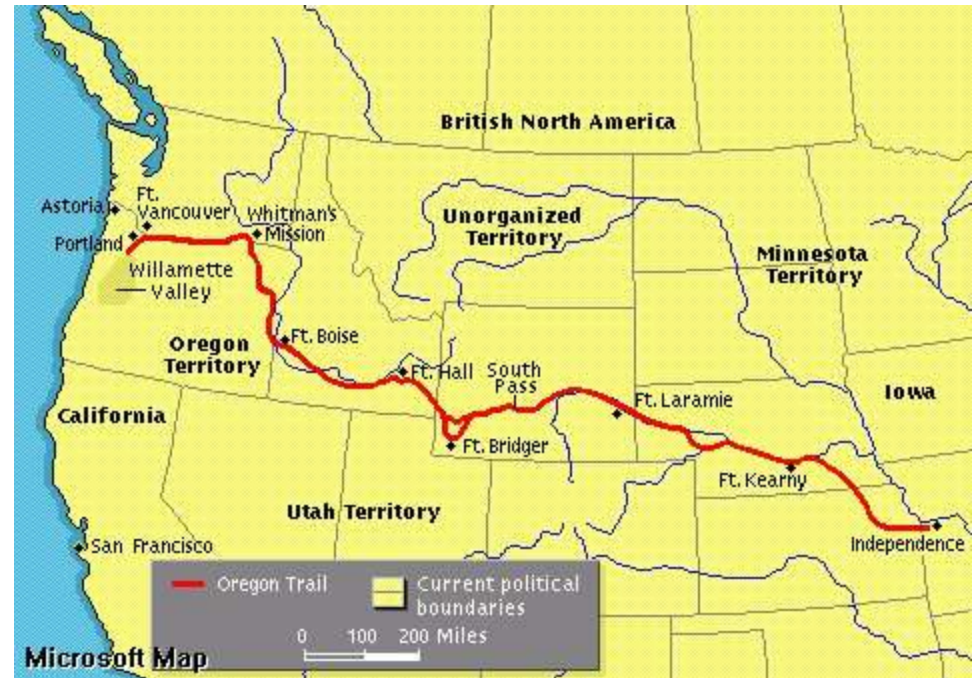 British North America
Astoria
Ft.
Vancouver
Whitman's
Mission
Portland
Unorganized
Territory
Minnesota
Territory
Willamette
Valley
Oregon
Territory
Ft. Boise
Ft. Hall
South
Pass
Iowa
California
Ft. Laramie
Ft. Bridger
Ft. Kearny
Utah Territory
Independence
San Francisco
Oregon Trail
Current political
boundaries
0 100 200 Miles
Microsoft Map